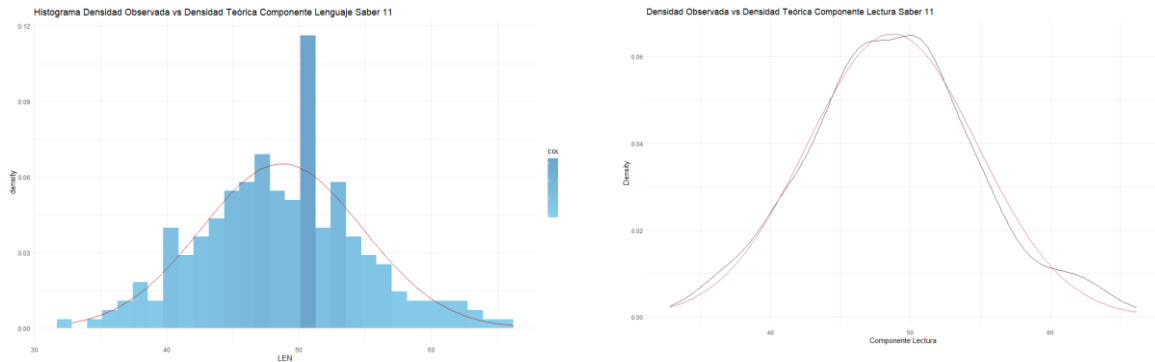 Histograma Densidad Observada vs Densidad Teórica Componente Lenguaje Saber 11
0.12
0.09
0.06
0.03
0.00
density
30
40
50
60
LEN
cou
Densidad Observada vs Densidad Teórica Componente Lectura Saber 11
0.06
0.04
0.02
0.00
Density
40
50
60
Componente Lectura